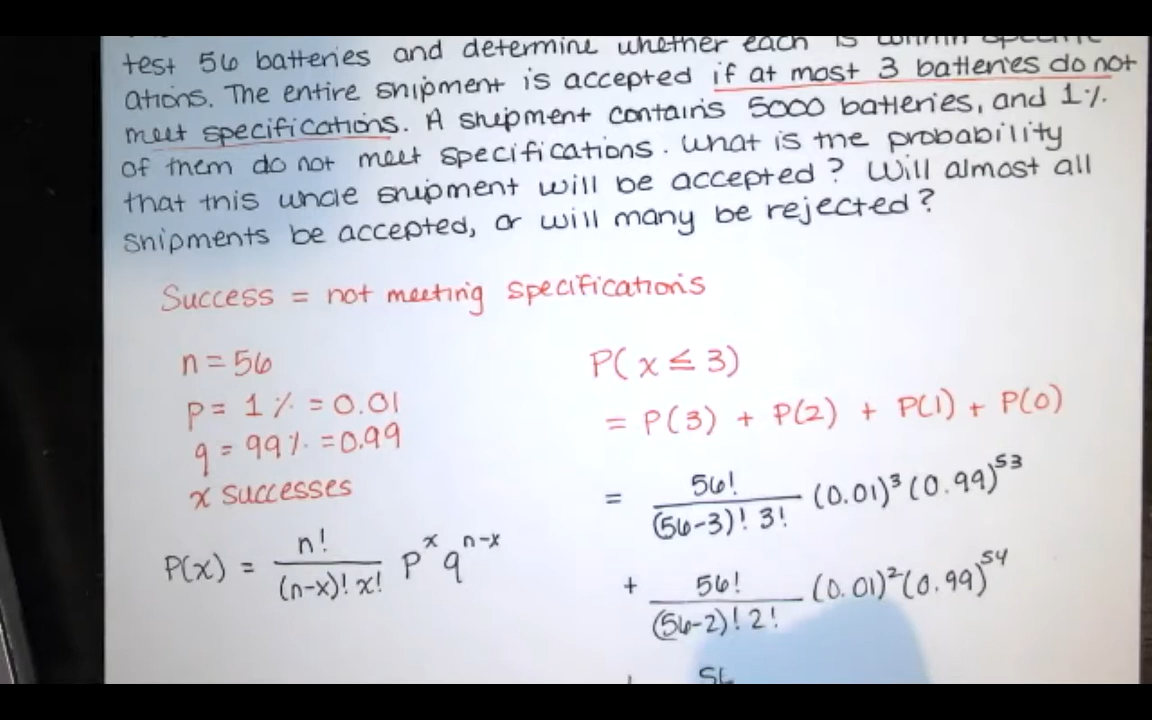 test 56 batteries and determine whether each is within specific
ations. The entire shipment is accepted if at most 3 batteries do not
meet specifications. A shipment contains 5000 batteries, and 1%
of them do not meet specifications. What is the probability
that this whole shipment will be accepted? Will almost all
shipments be accepted, or will many be rejected?
Success = not meeting specifications
n = 56
p = 1% = 0.01
q = 99% = 0.99
x successes
P(x) = n! / (n-x)! x! p^x q^(n-x)
P(x ≤ 3)
= P(3) + P(2) + P(1) + P(0)
= 56! / (56-3)! 3! (0.01)^3 (0.99)^53
+ 56! / (56-2)! 2! (0.01)^2 (0.99)^54
56